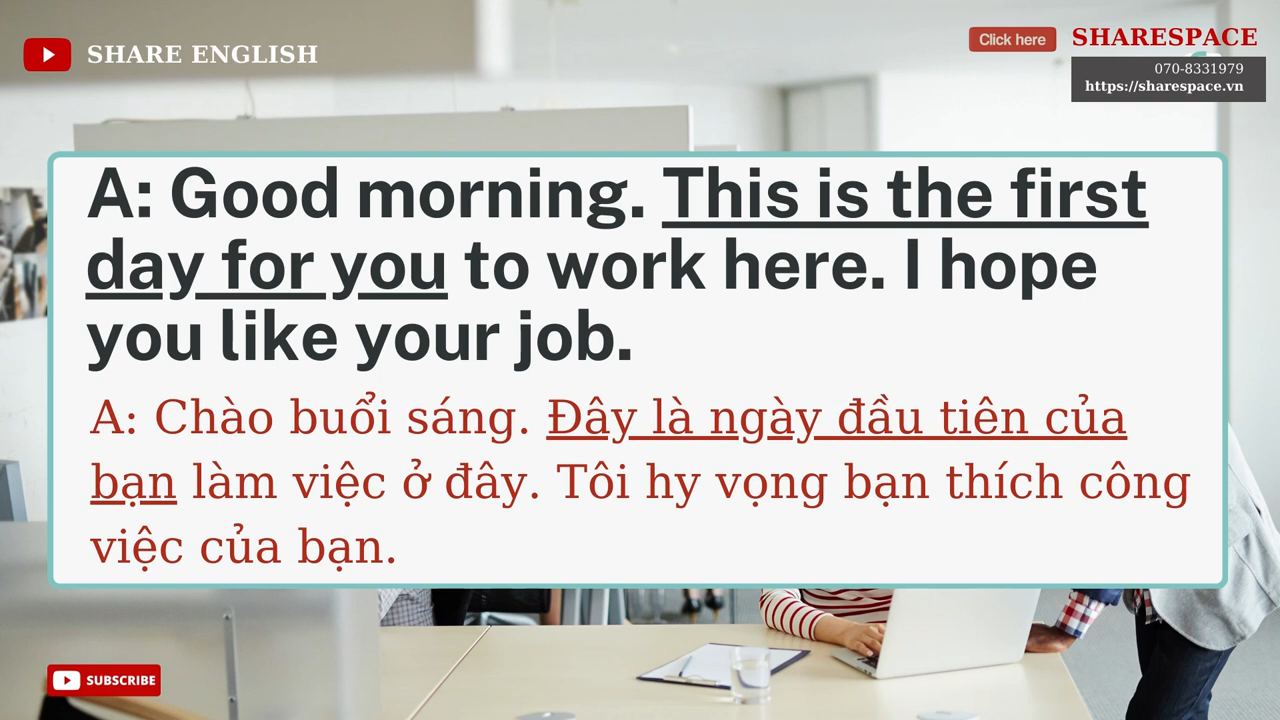 SHARE ENGLISH
Click here
SHARESPACE
070-8331979
https://sharespace.vn
A: Good morning. This is the first
day for you to work here. I hope
you like your job.
A: Chào buổi sáng. Đây là ngày đầu tiên của
bạn làm việc ở đây. Tôi hy vọng bạn thích công
việc của bạn.
SUBSCRIBE